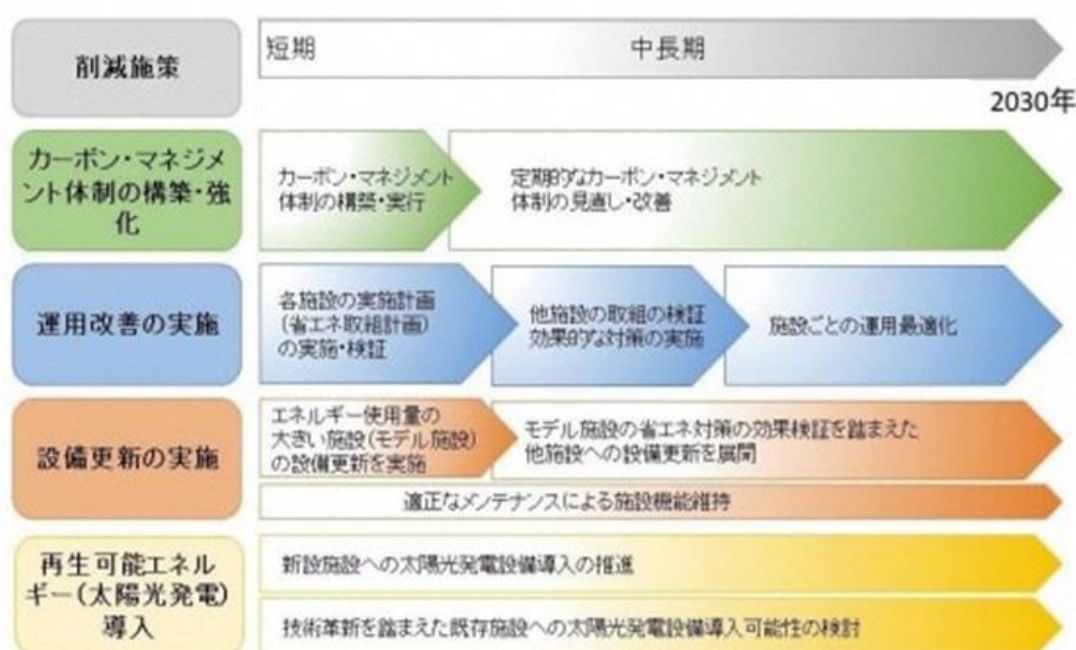 削減施策
短期
中長期
2030年
カーボン・マネジメ
ント体制の構築・強
化
カーボン・マネジメント
体制の構築・実行
定期的なカーボン・マネジメント
体制の見直し・改善
運用改善の実施
各施設の実施計画
(省エネ取組計画)
の実施・検証
他施設の取組の検証
効果的な対策の実施
施設ごとの運用最適化
設備更新の実施
エネルギー使用量の
大きい施設(モデル施設)
の設備更新を実施
モデル施設の省エネ対策の効果検証を踏まえた
他施設への設備更新を展開
適正なメンテナンスによる施設機能維持
再生可能エネル
ギー(太陽光発電)
導入
新設施設への太陽光発電設備導入の推進
技術革新を踏まえた既存施設への太陽光発電設備導入可能性の検討